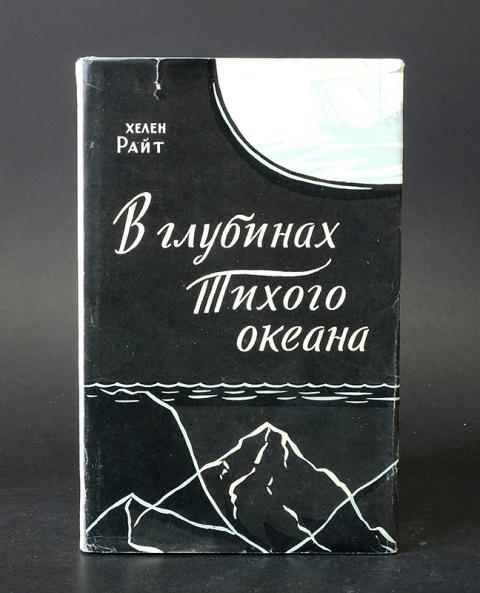 ХЕЛЕН
РАЙТ
В глубинах
Тихого
океана